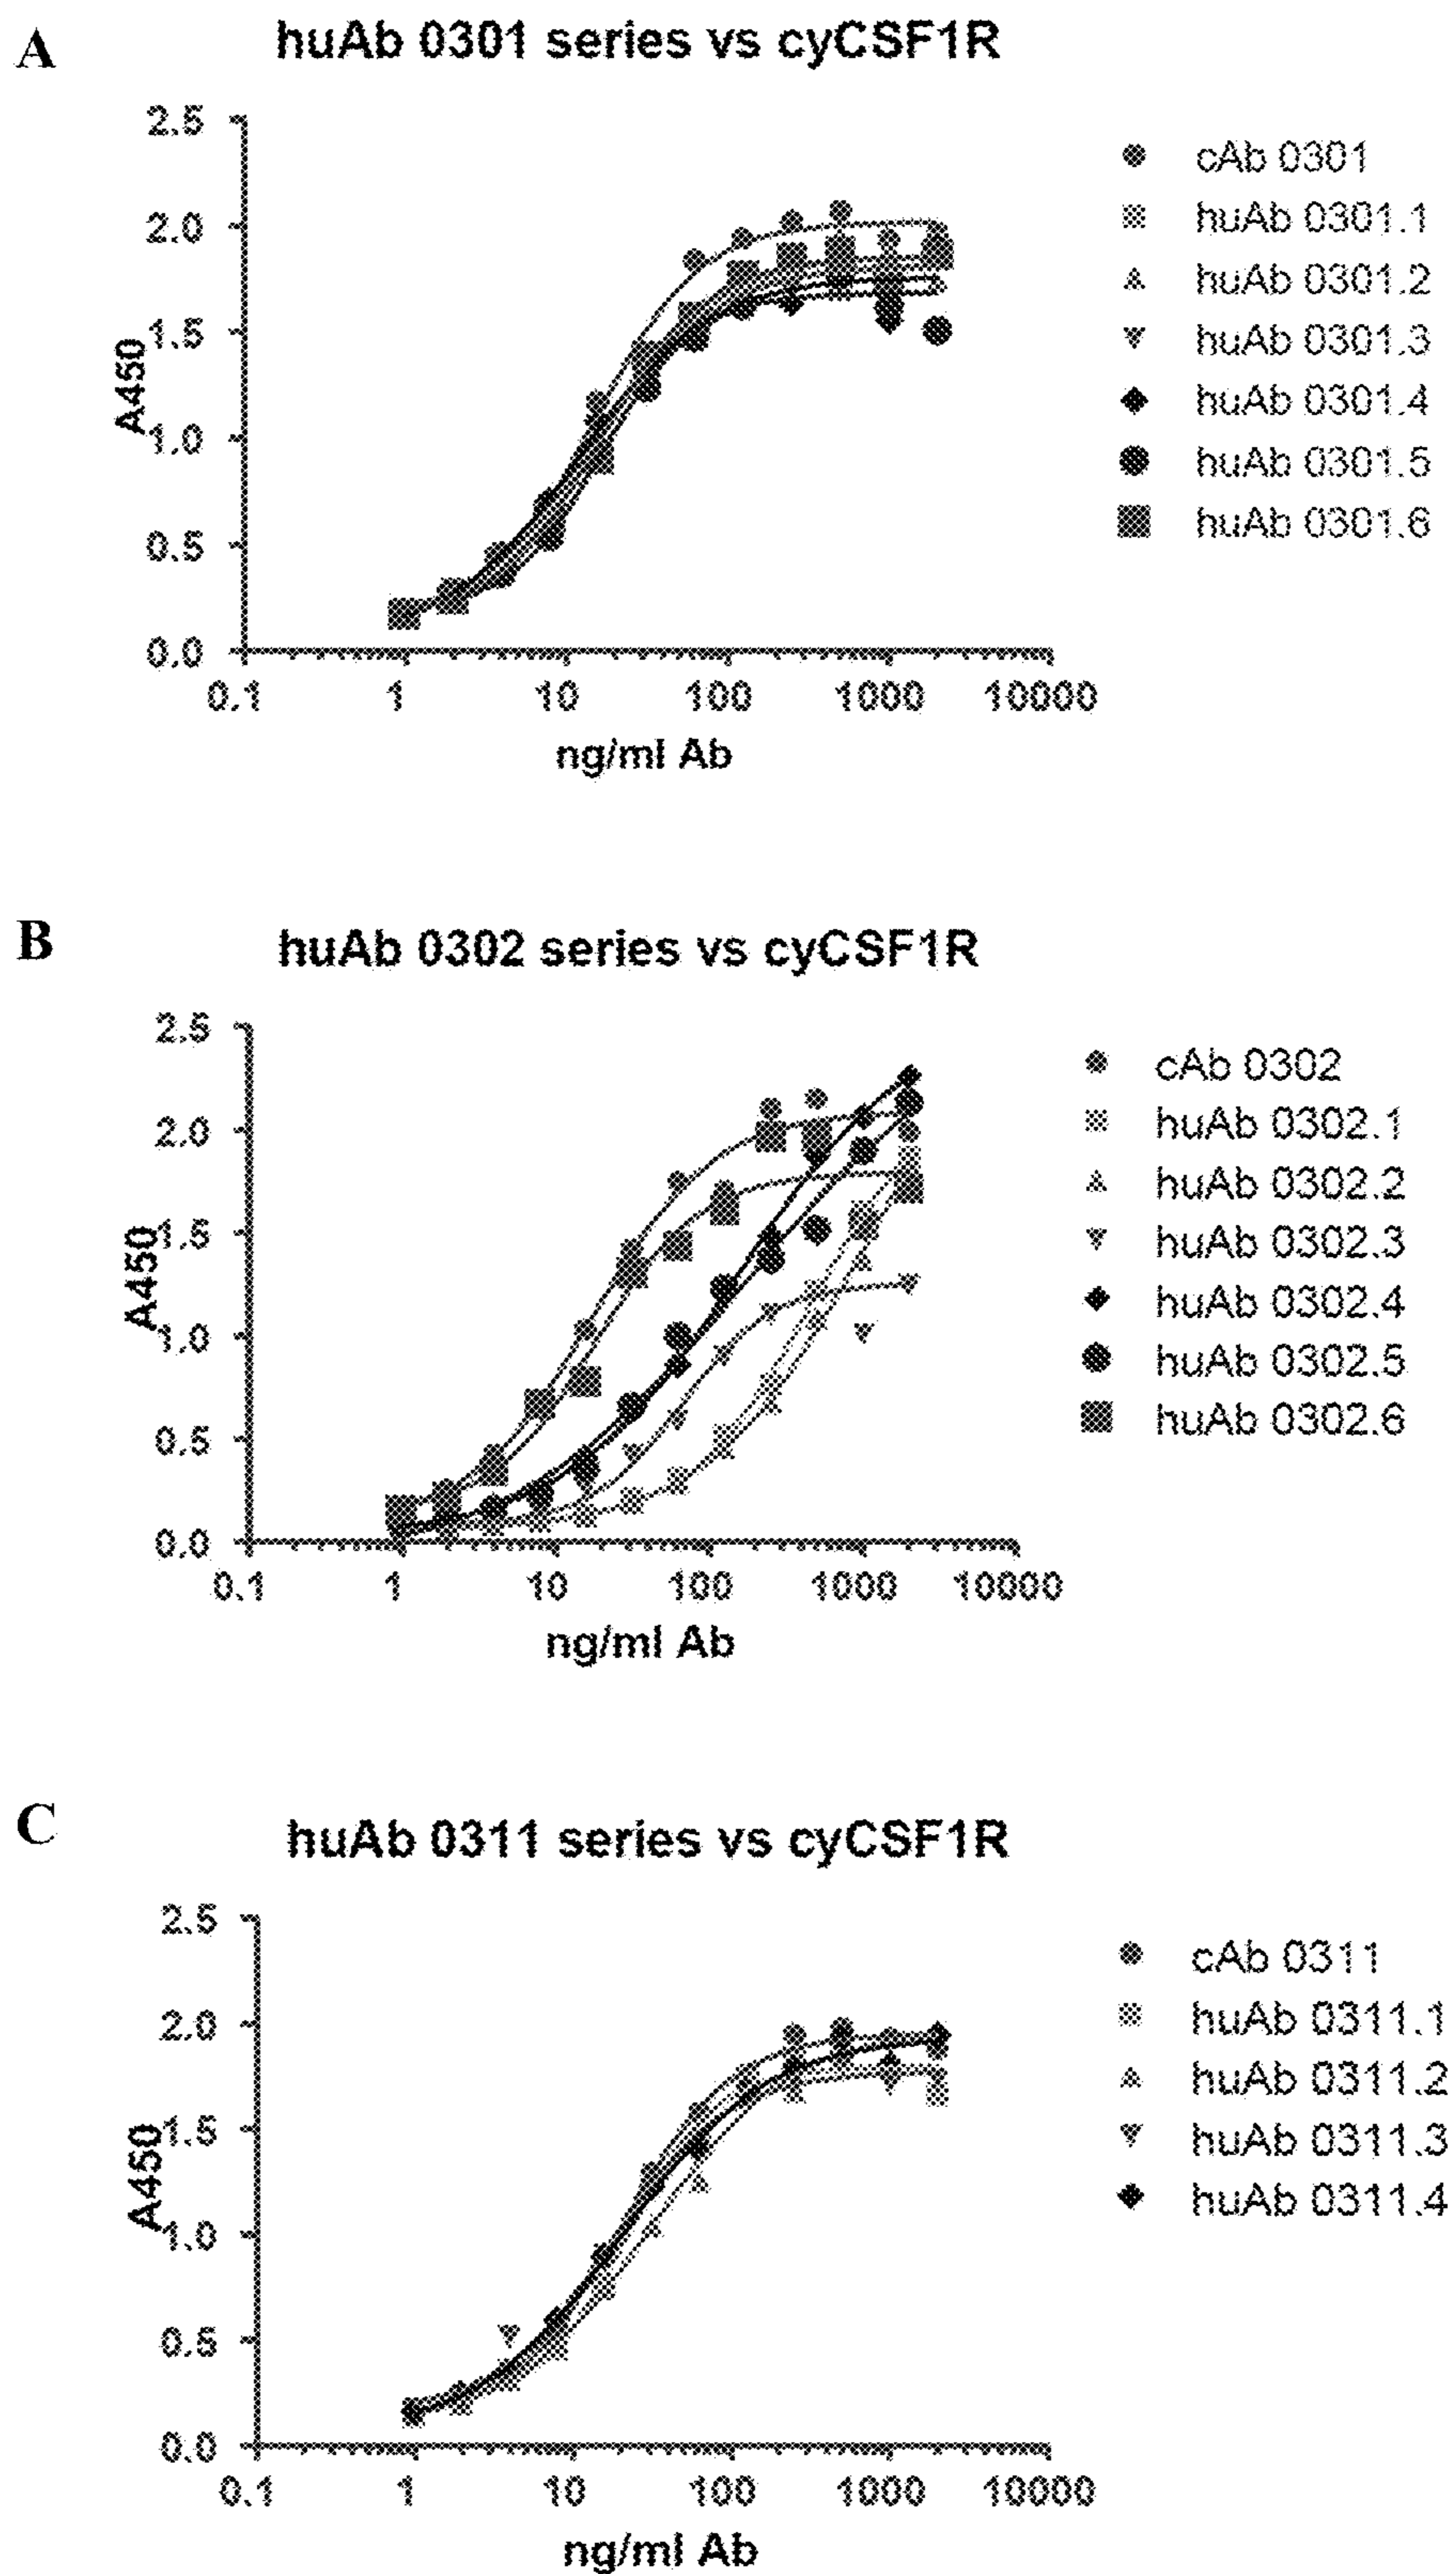 A
huAb 0301 series vs cyCSF1R
2.5
2.0
1.5
1.0
0.5
0.0
A450
0.1 1 10 100 1000 10000
ng/ml Ab
cAb 0301
huAb 0301.1
huAb 0301.2
huAb 0301.3
huAb 0301.4
huAb 0301.5
huAb 0301.6
B
huAb 0302 series vs cyCSF1R
2.5
2.0
1.5
1.0
0.5
0.0
A450
0.1 1 10 100 1000 10000
ng/ml Ab
cAb 0302
huAb 0302.1
huAb 0302.2
huAb 0302.3
huAb 0302.4
huAb 0302.5
huAb 0302.6
C
huAb 0311 series vs cyCSF1R
2.5
2.0
1.5
1.0
0.5
0.0
A450
0.1 1 10 100 1000 10000
ng/ml Ab
cAb 0311
huAb 0311.1
huAb 0311.2
huAb 0311.3
huAb 0311.4